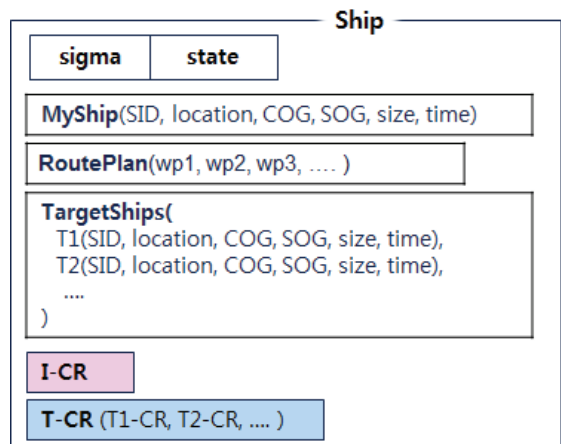 Ship
sigma state
MyShip(SID, location, COG, SOG, size, time)
RoutePlan(wp1, wp2, wp3, .... )
TargetShips(
T1(SID, location, COG, SOG, size, time),
T2(SID, location, COG, SOG, size, time),
....
)
I-CR
T-CR (T1-CR, T2-CR, .... )